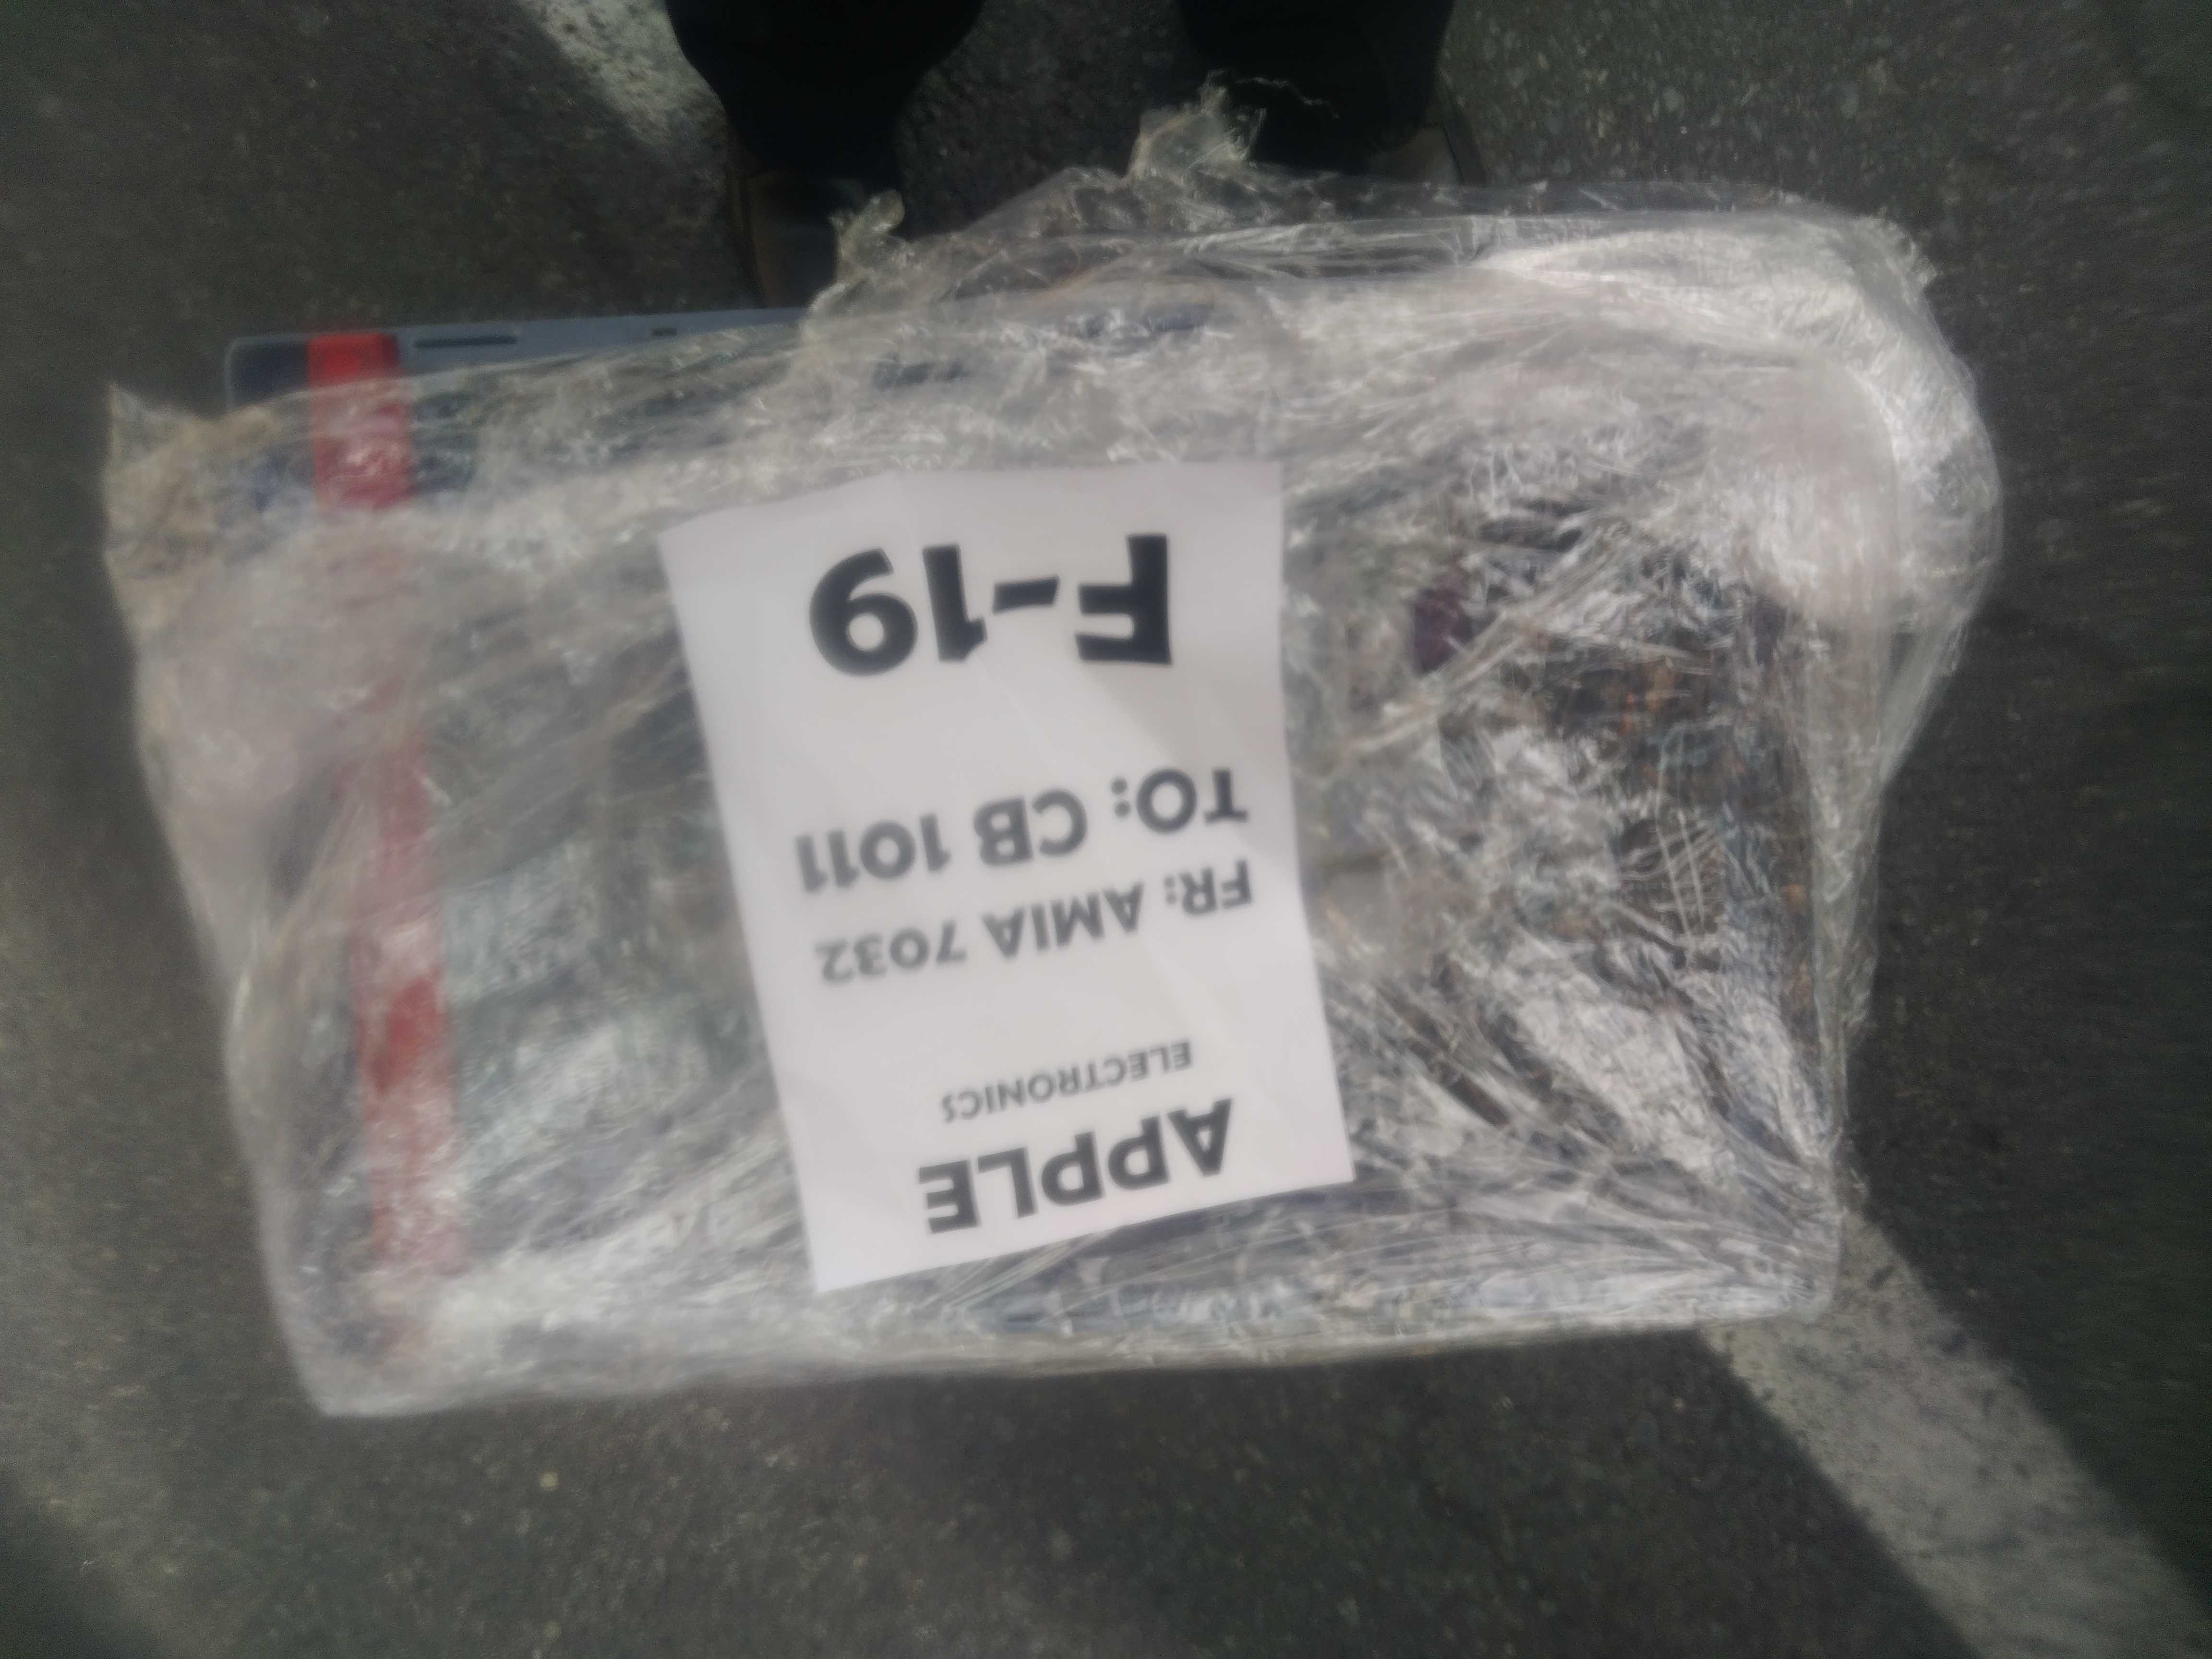 APPLE
ELECTRONICS
FR: AMIA 7032
TO: CB 1011
F-19